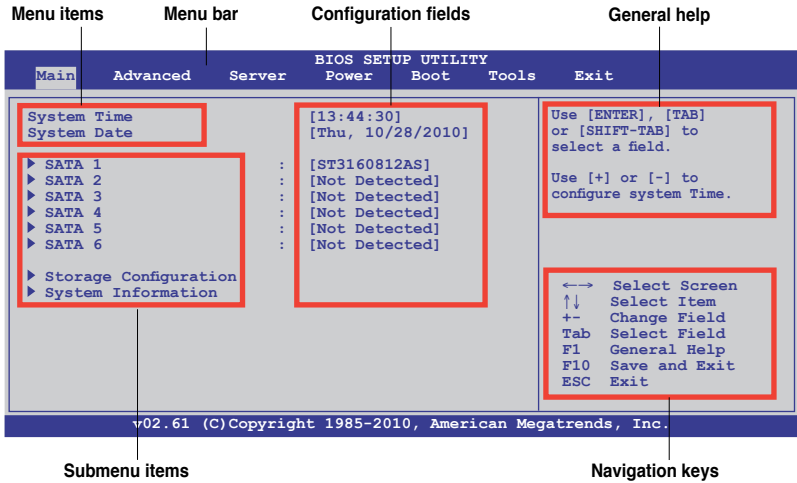 Menu items Menu bar Configuration fields General help
BIOS SETUP UTILITY
Main Advanced Server Power Boot Tools Exit
System Time [13:44:30]
System Date [Thu, 10/28/2010]
SATA 1 : [ST3160812AS]
SATA 2 : [Not Detected]
SATA 3 : [Not Detected]
SATA 4 : [Not Detected]
SATA 5 : [Not Detected]
SATA 6 : [Not Detected]
Storage Configuration
System Information
Use [ENTER], [TAB]
or [SHIFT-TAB] to
select a field.
Use [+] or [-] to
configure system Time.
←→ Select Screen
↑↓ Select Item
+- Change Field
Tab Select Field
F1 General Help
F10 Save and Exit
ESC Exit
v02.61 (C)Copyright 1985-2010, American Megatrends, Inc.
Submenu items Navigation keys